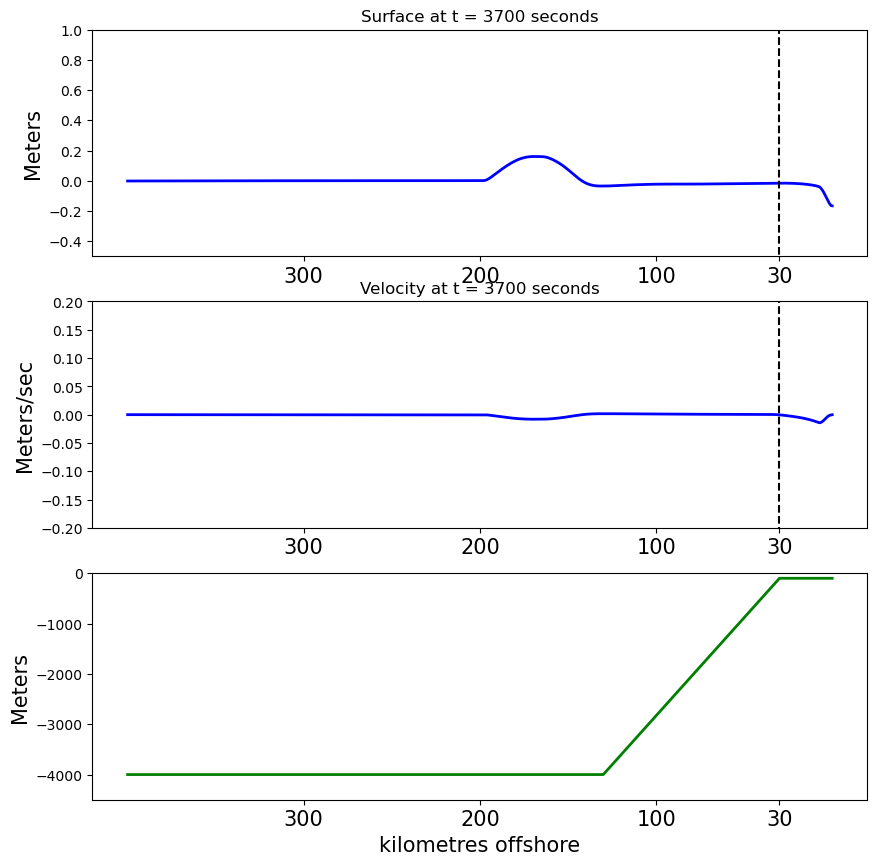 Surface at t = 3700 seconds
1.0
0.8
0.6
0.4
0.2
0.0
−0.2
−0.4
Meters
300 200 100 30
Velocity at t = 3700 seconds
0.20
0.15
0.10
0.05
0.00
−0.05
−0.10
−0.15
−0.20
Meters/sec
300 200 100 30
0
−1000
−2000
−3000
−4000
Meters
300 200 100 30
kilometres offshore